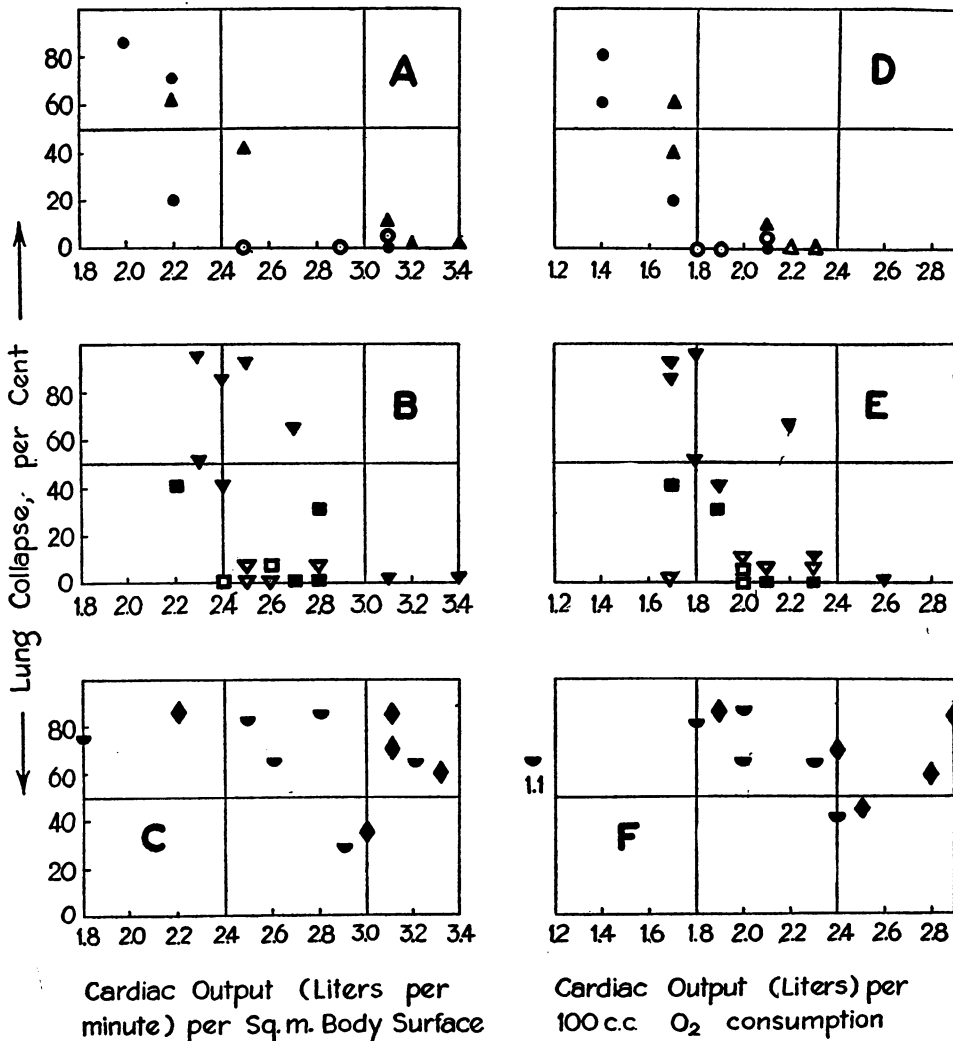 A
80
60
40
20
0
1.8 2.0 2.2 2.4 2.6 2.8 3.0 3.2 3.4
D
1.2 1.4 1.6 1.8 2.0 2.2 2.4 2.6 2.8
Lung Collapse, per Cent
B
80
60
40
20
0
1.8 2.0 2.2 2.4 2.6 2.8 3.0 3.2 3.4
E
1.2 1.4 1.6 1.8 2.0 2.2 2.4 2.6 2.8
C
80
60
40
20
0
1.8 2.0 2.2 2.4 2.6 2.8 3.0 3.2 3.4
1.1
F
1.2 1.4 1.6 1.8 2.0 2.2 2.4 2.6 2.8
Cardiac Output (Liters per
minute) per Sq. m. Body Surface
Cardiac Output (Liters) per
100 c.c. O₂ consumption